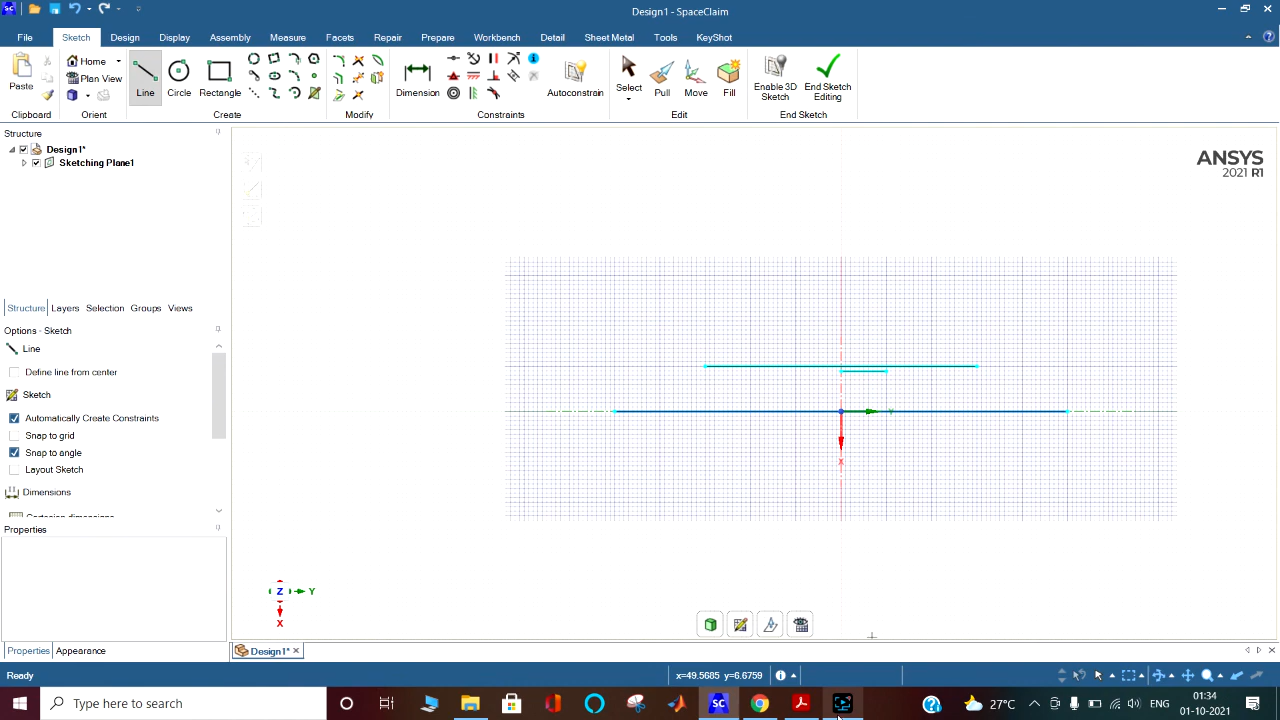 Design1 - SpaceClaim
File Sketch Design Display Assembly Measure Facets Repair Prepare Workbench Detail Sheet Metal Tools KeyShot
Paste
Home
Plan View
Line Circle Rectangle
Dimension
Autoconstrain
Select Pull Move Fill
Enable 3D Sketch
End Sketch Editing
Clipboard Orient Create Modify Constraints Edit End Sketch
Structure
Design1*
Sketching Plane1
ANSYS
2021 R1
Structure Layers Selection Groups Views
Options - Sketch
Line
Define line from center
Sketch
Automatically Create Constraints
Snap to grid
Snap to angle
Layout Sketch
Dimensions
Cartesian dimensions
Properties
Y
X
Z Y
X
Properties Appearance
Design1*
Ready
x=49.5685 y=6.6759
Type here to search
SC
27°C
ENG
01:34
01-10-2021